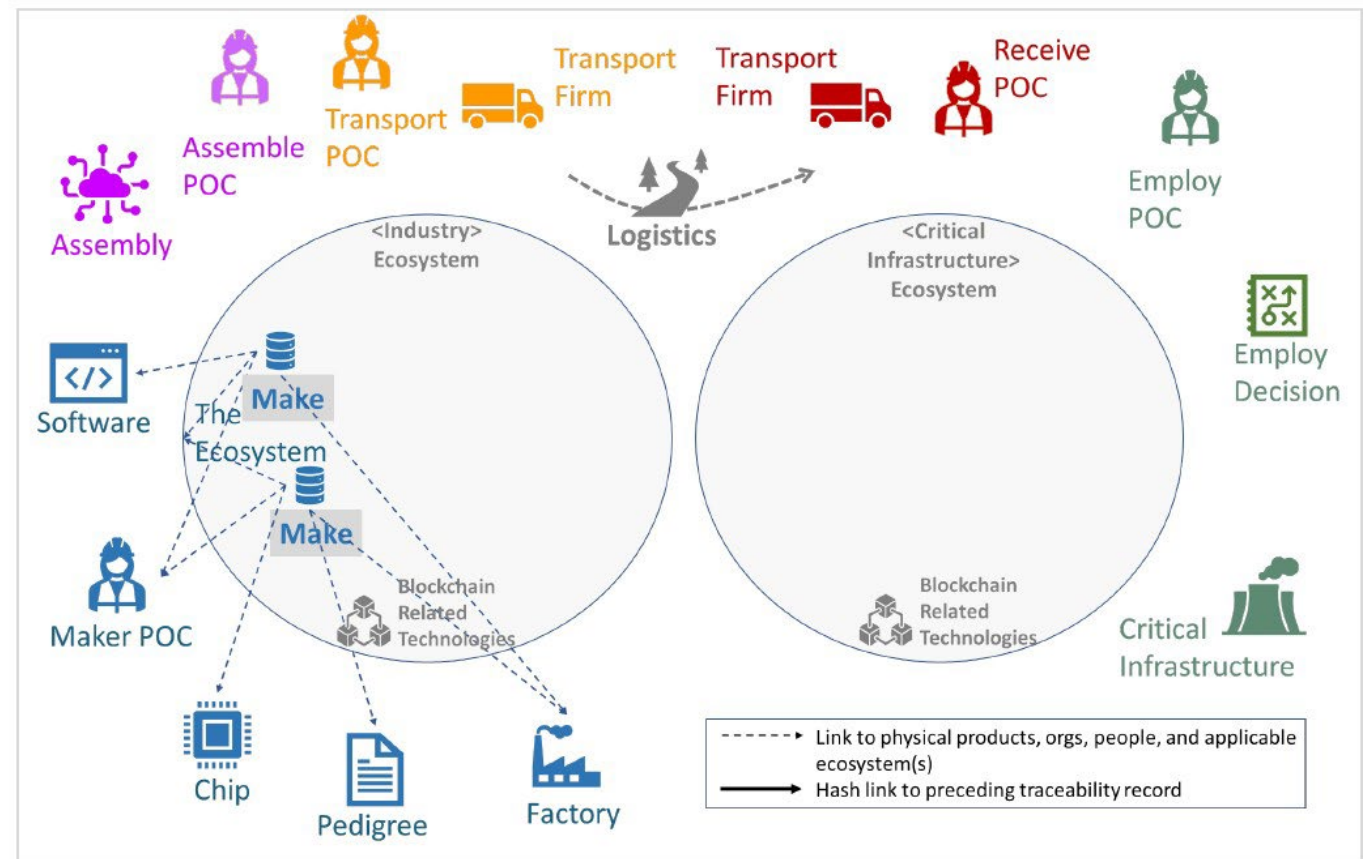 Assemble
POC
Transport
POC
Transport
Firm
Transport
Firm
Receive
POC
Employ
POC
Assembly
Logistics
<Industry>
Ecosystem
<Critical
Infrastructure>
Ecosystem
Software
Make
The
Ecosystem
Make
Employ
Decision
Maker POC
Blockchain
Related
Technologies
Blockchain
Related
Technologies
Critical
Infrastructure
Chip
Pedigree
Factory
Link to physical products, orgs, people, and applicable
ecosystem(s)
Hash link to preceding traceability record